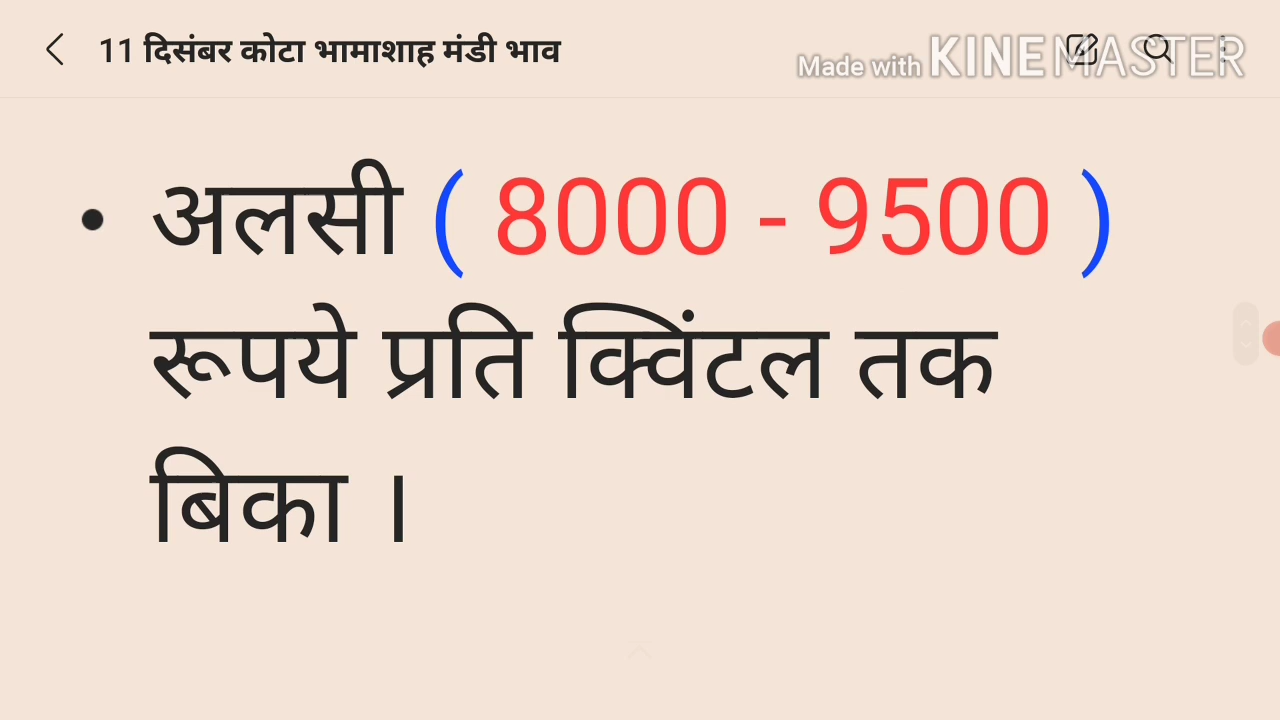 11 दिसंबर कोटा भामाशाह मंडी भाव
Made with KINEMASTER
• अलसी ( 8000 - 9500 )
रूपये प्रति क्विंटल तक
बिका ।